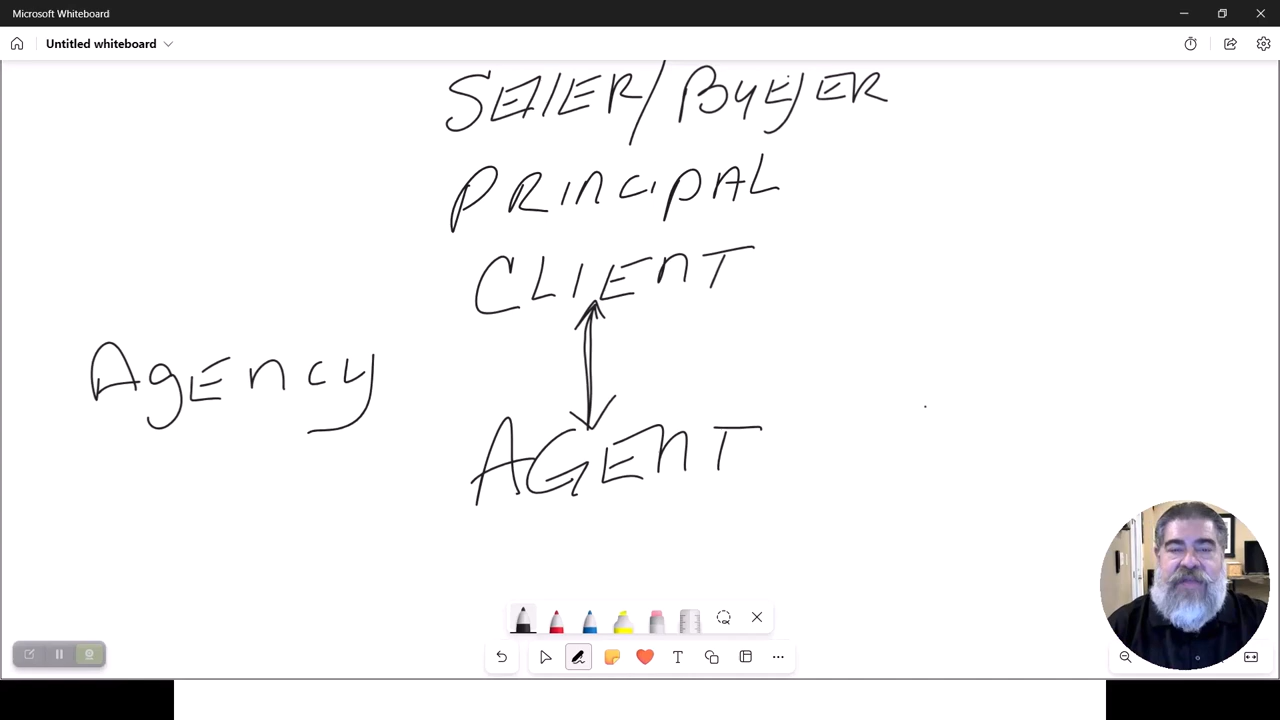 Microsoft Whiteboard
Untitled whiteboard
SELLER/BUYER
PRINCIPAL
CLIENT
Agency
AGENT
T